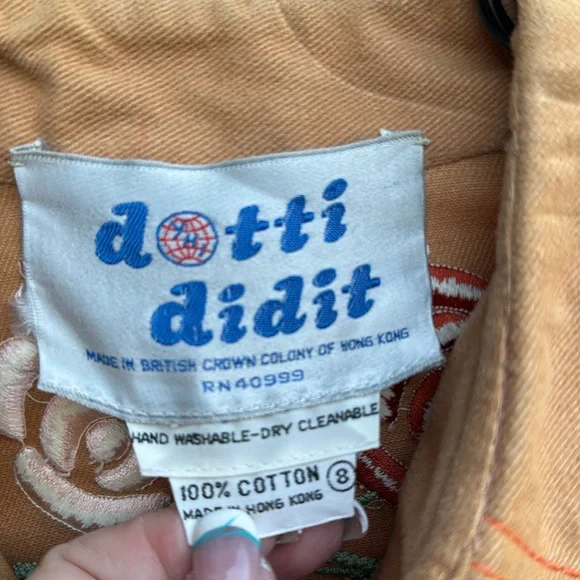 dotti
didit
MADE IN BRITISH CROWN COLONY OF HONG KONG
RN40999
HAND WASHABLE-DRY CLEANABLE
100% COTTON 8
MADE IN HONG KONG